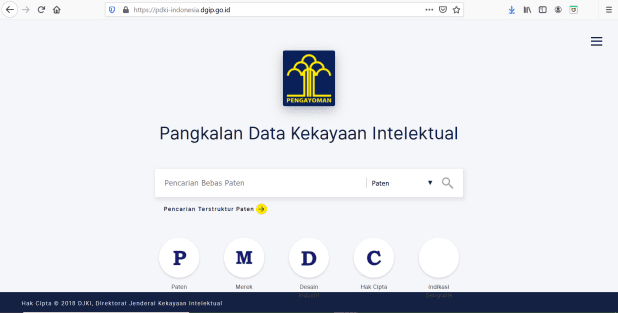 https://pdki-indonesia.dgip.go.id
PENGAYOMAN
Pangkalan Data Kekayaan Intelektual
Pencarian Bebas Paten
Paten
Pencarian Terstruktur Paten
P
M
D
C
Paten
Merek
Desain
Hak Cipta
Indikasi
Industri
Geografis
Hak Cipta © 2018 DJKI, Direktorat Jenderal Kekayaan Intelektual